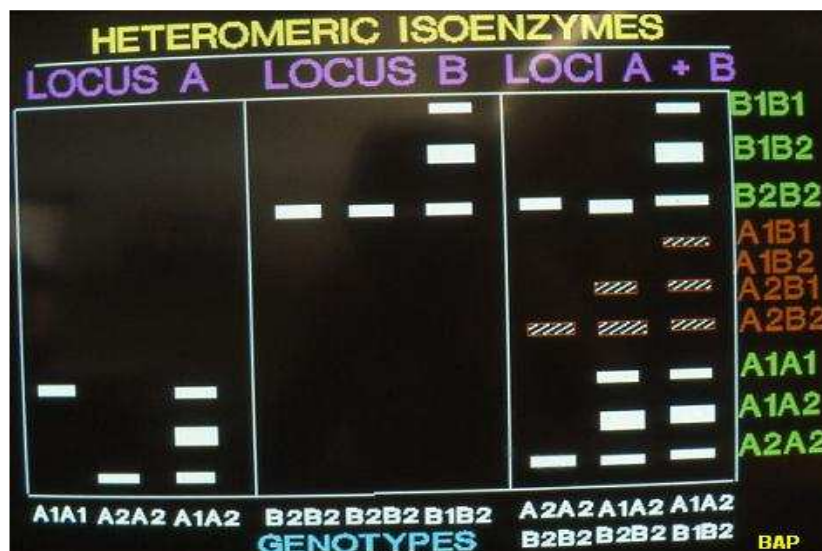 HETEROMERIC ISOENZYMES
LOCUS A LOCUS B LOCI A + B
B1B1
B1B2
B2B2
A1B1
A1B2
A2B1
A2B2
A1A1
A1A2
A2A2
A1A1 A2A2 A1A2 B2B2 B2B2 B1B2 A2A2 A1A2 A1A2
B2B2 B2B2 B1B2
GENOTYPES
BAP